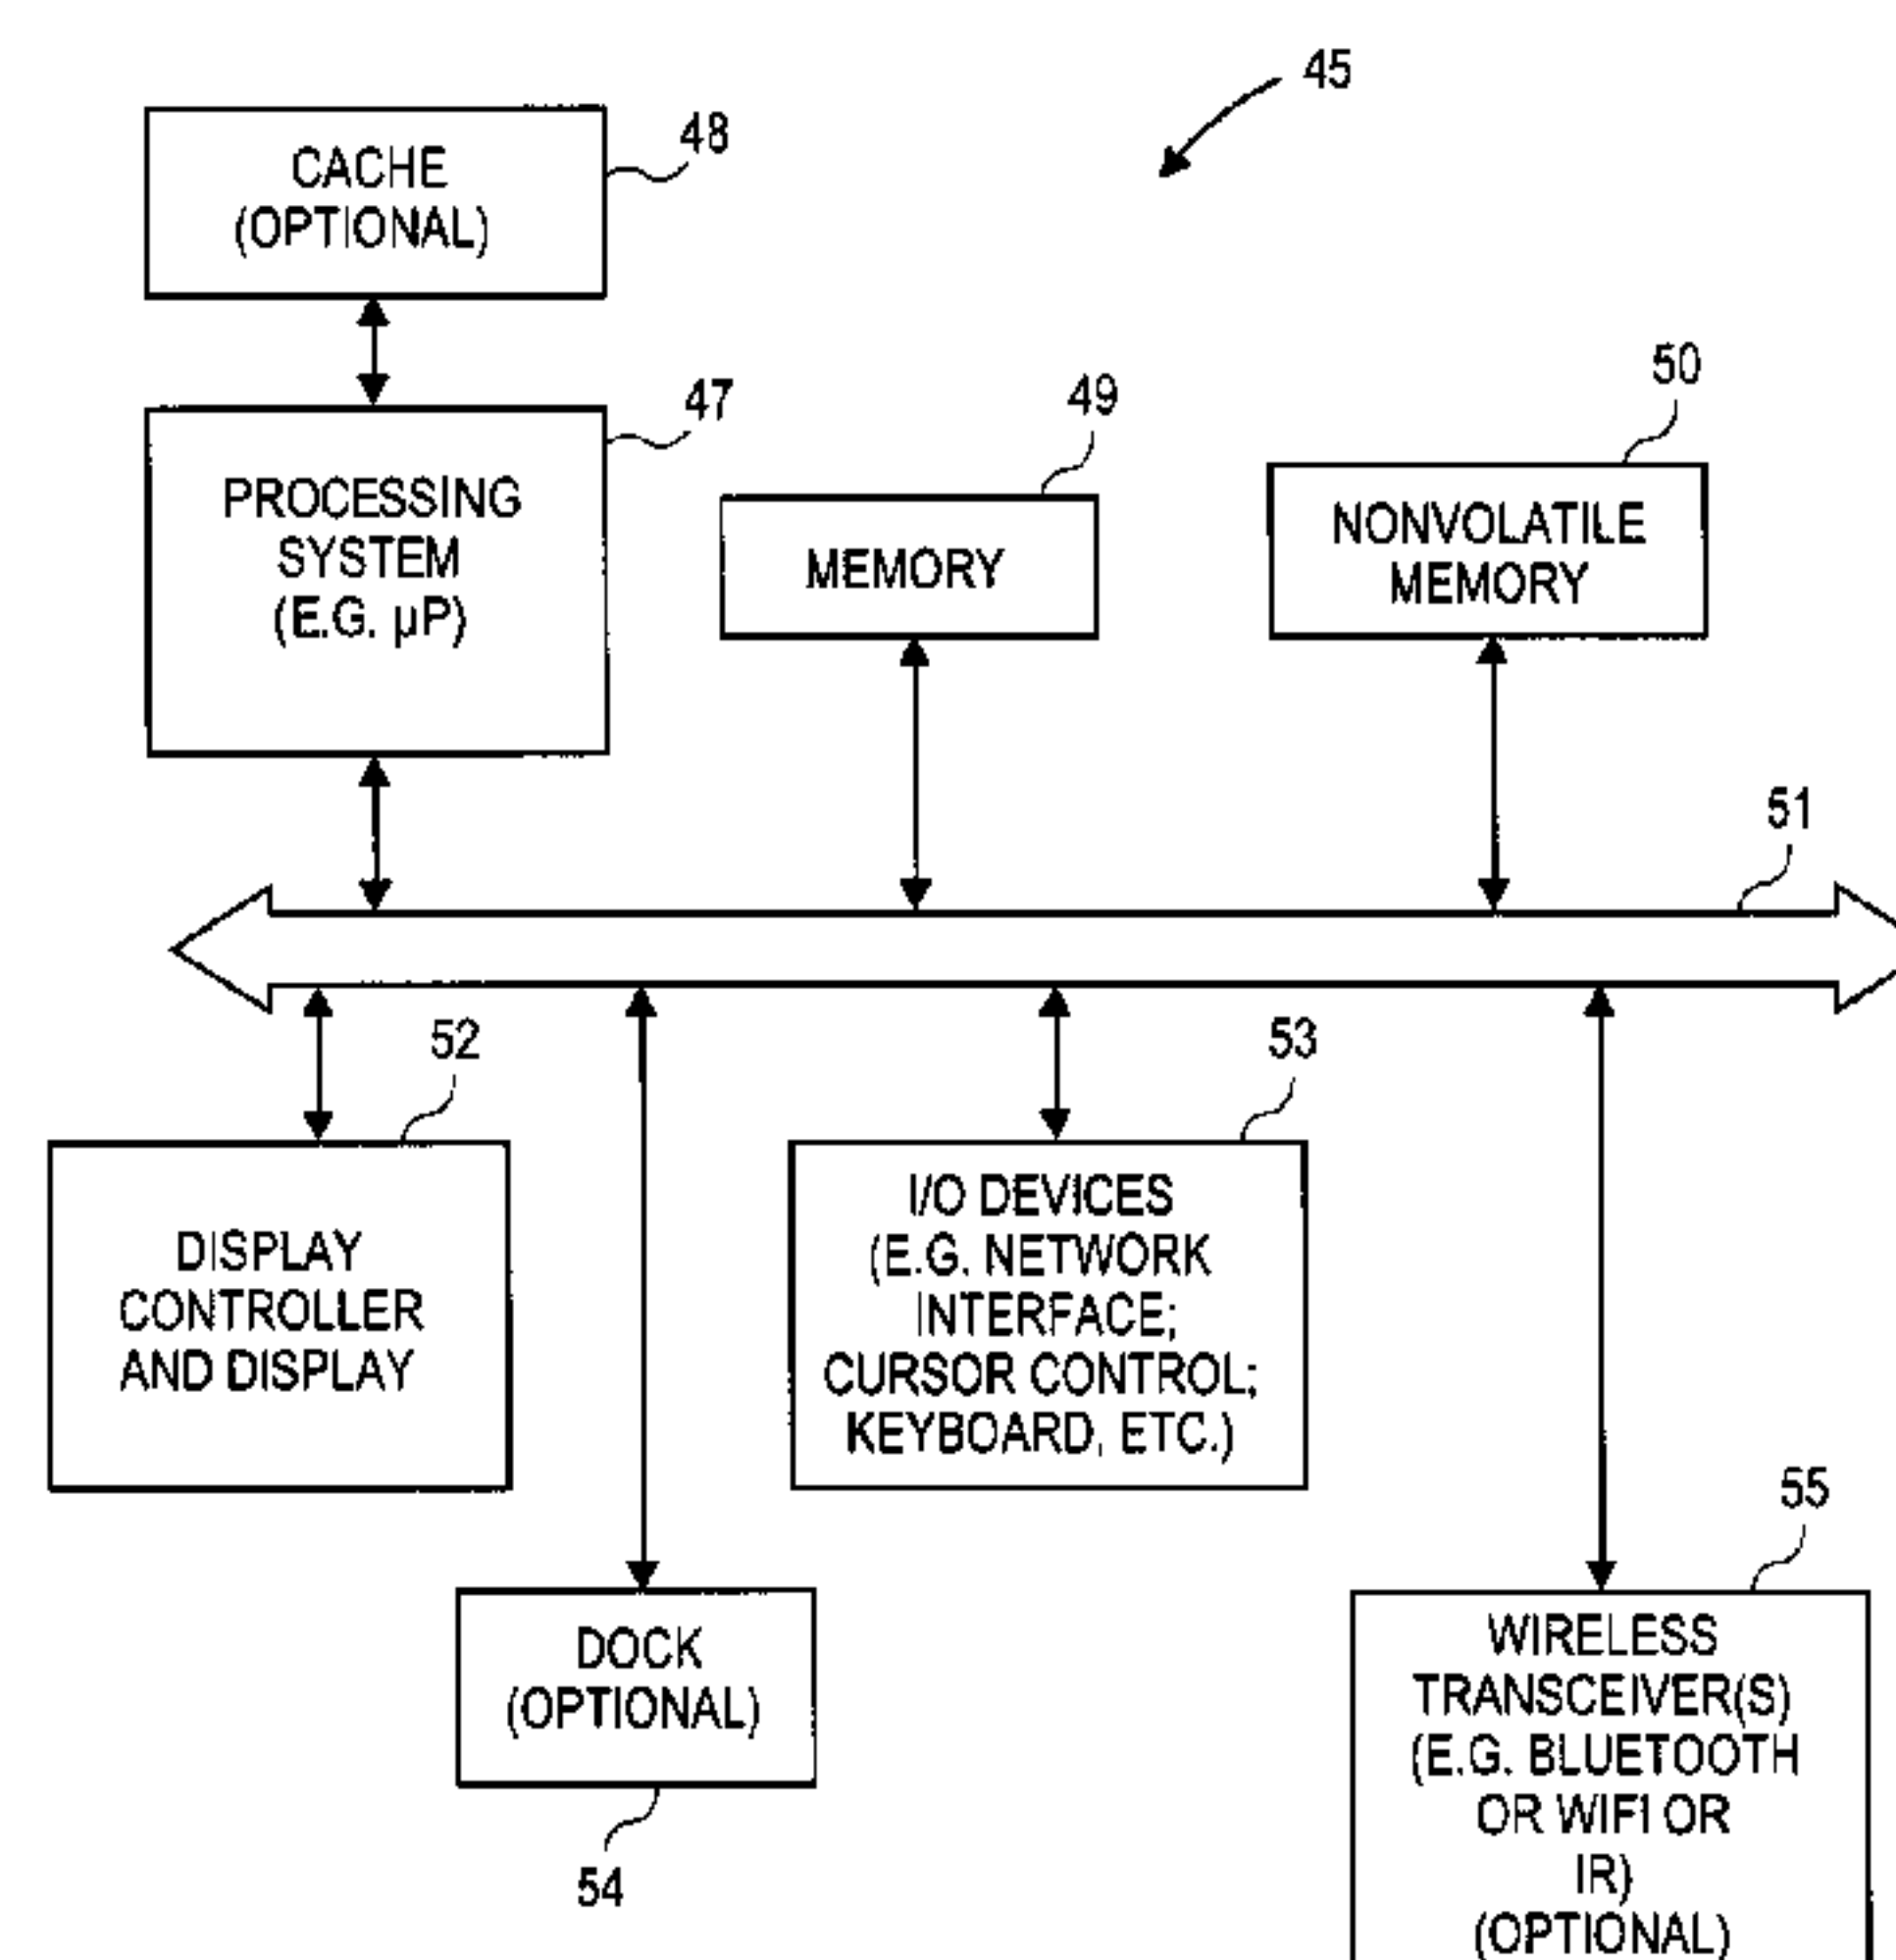 45
48
CACHE
(OPTIONAL)
47
PROCESSING
SYSTEM
(E.G. µP)
49
MEMORY
50
NONVOLATILE
MEMORY
51
52
DISPLAY
CONTROLLER
AND DISPLAY
53
I/O DEVICES
(E.G. NETWORK
INTERFACE;
CURSOR CONTROL;
KEYBOARD, ETC.)
DOCK
(OPTIONAL)
54
55
WIRELESS
TRANSCEIVER(S)
(E.G. BLUETOOTH
OR WIFI OR
IR)
(OPTIONAL)